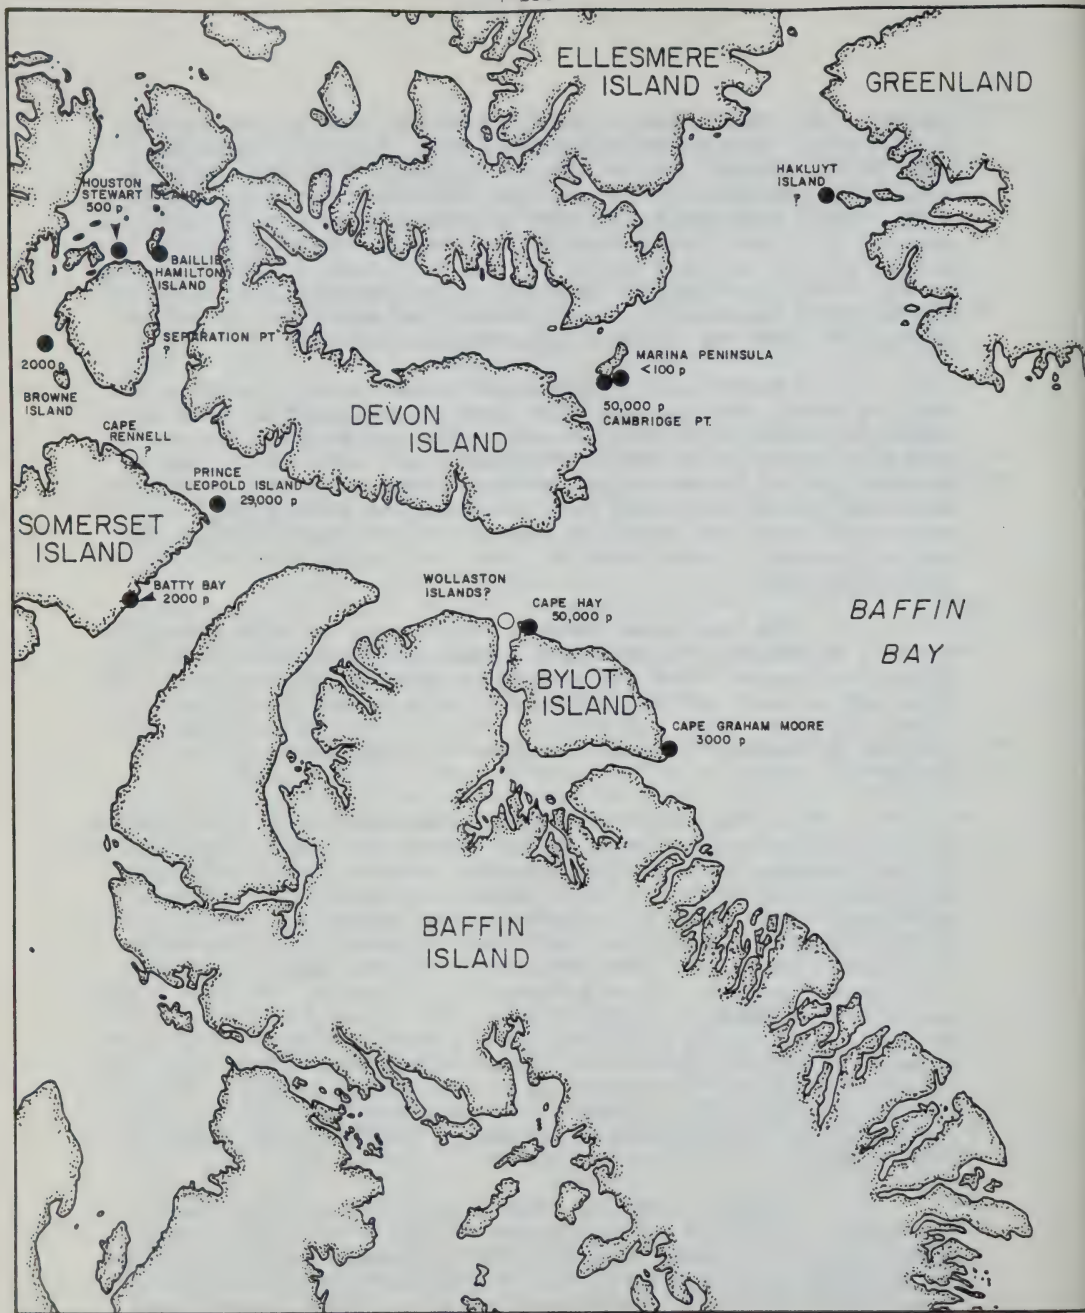 ELLESMERE
ISLAND
GREENLAND
HAKLUYT
ISLAND
?
HOUSTON
STEWART ISLAND
500 p
BAILLIE
HAMILTON
ISLAND
SEPARATION PT
?
2000 p
BROWNE
ISLAND
MARINA PENINSULA
<100 p
50,000 p
CAMBRIDGE PT.
DEVON
ISLAND
CAPE
RENNELL
?
PRINCE
LEOPOLD ISLAND
29,000 p
SOMERSET
ISLAND
BATTY BAY
2000 p
WOLLASTON
ISLANDS?
CAPE HAY
50,000 p
BAFFIN
BAY
BYLOT
ISLAND
CAPE GRAHAM MOORE
3000 p
BAFFIN
ISLAND